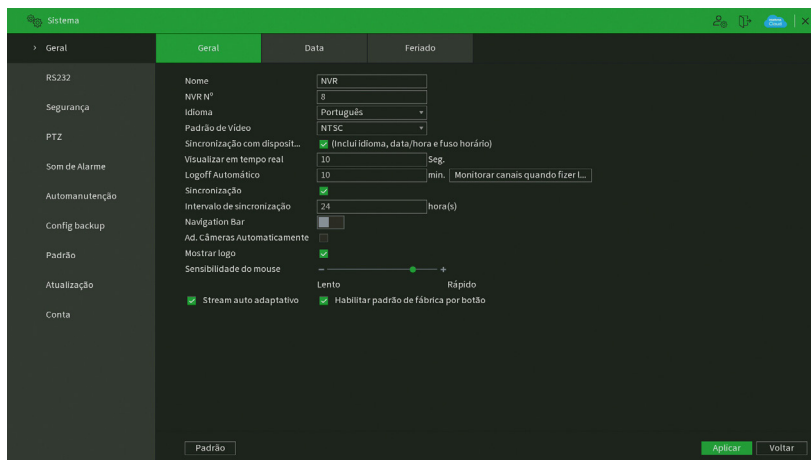 Sistema
Geral
RS232
Segurança
PTZ
Som de Alarme
Automanutenção
Config backup
Padrão
Atualização
Conta
Geral Data Feriado
Nome NVR
NVR Nº 8
Idioma Português
Padrão de Vídeo NTSC
Sincronização com disposit... (Inclui idioma, data/hora e fuso horário)
Visualizar em tempo real 10 Seg.
Logoff Automático 10 min. Monitorar canais quando fizer l...
Sincronização
Intervalo de sincronização 24 hora(s)
Navigation Bar
Ad. Câmeras Automaticamente
Mostrar logo
Sensibilidade do mouse - +
Lento Rápido
Stream auto adaptativo Habilitar padrão de fábrica por botão
Padrão Aplicar Voltar